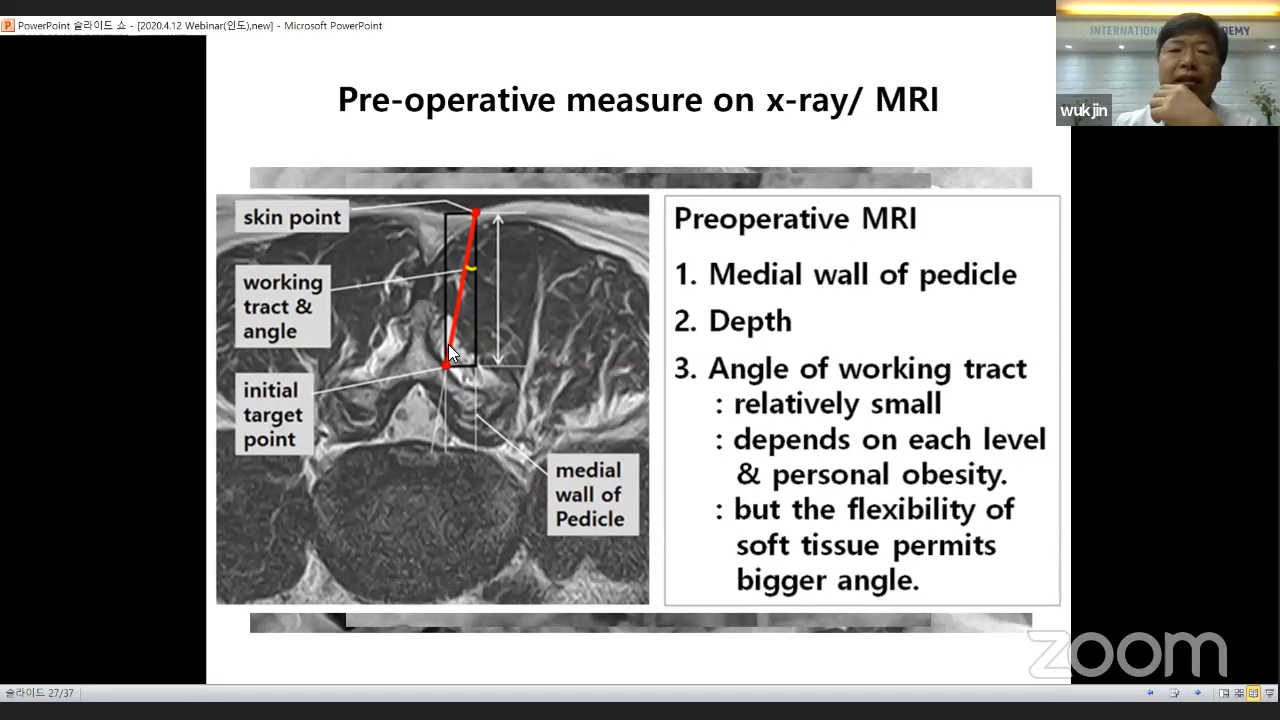 PowerPoint 슬라이드 쇼 - [2020.4.12 Webinar(인도),new] - Microsoft PowerPoint
INTERNATIONAL
wukjin
Pre-operative measure on x-ray/ MRI
skin point
working
tract &
angle
initial
target
point
medial
wall of
Pedicle
Preoperative MRI
1. Medial wall of pedicle
2. Depth
3. Angle of working tract
: relatively small
: depends on each level
& personal obesity.
: but the flexibility of
soft tissue permits
bigger angle.
zoom
슬라이드 27/37